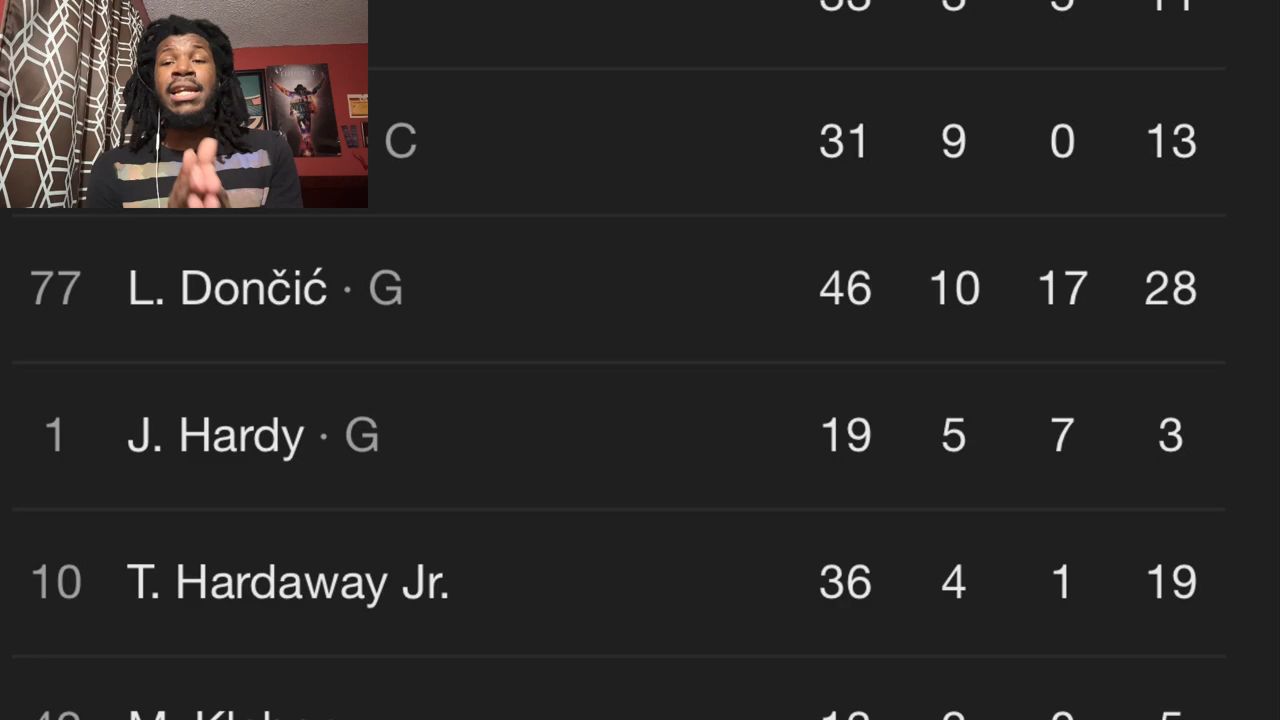 C 31 9 0 13
77 L. Dončić · G 46 10 17 28
1 J. Hardy · G 19 5 7 3
10 T. Hardaway Jr. 36 4 1 19